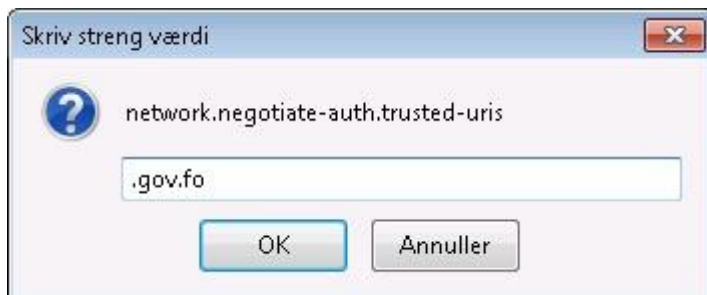 Skriv streng værdi
network.negotiate-auth.trusted-uris
.gov.fo
OK
Annuller